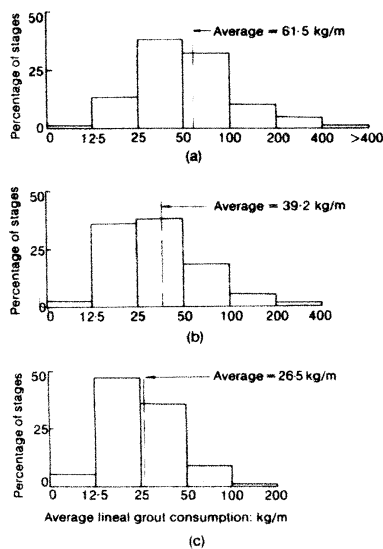 50
Average = 61·5 kg/m
25
0
Percentage of stages
0 12·5 25 50 100 200 400 >400
(a)
50
Average = 39·2 kg/m
25
0
Percentage of stages
12·5 25 50 100 200 400
(b)
50
Average = 26·5 kg/m
25
0
Percentage of stages
0 12·5 25 50 100 200
Average lineal grout consumption: kg/m
(c)